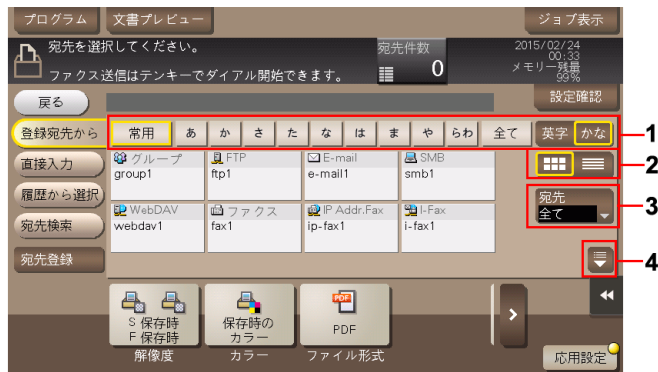 プログラム
文書プレビュー
ジョブ表示
宛先を選択してください。
ファクス送信はテンキーでダイアル開始できます。
宛先件数
0
2015/02/24
00:33
メモリー残量
99%
戻る
設定確認
登録宛先から
常用 あ か さ た な は ま や らわ 全て
英字 かな
1
直接入力
グループ
group1
FTP
ftp1
E-mail
e-mail1
SMB
smb1
2
履歴から選択
WebDAV
webdav1
ファクス
fax1
IP Addr.Fax
ip-fax1
I-Fax
i-fax1
宛先
全て
3
宛先検索
宛先登録
4
S 保存時
F 保存時
解像度
保存時の
カラー
カラー
PDF
PDF
ファイル形式
応用設定